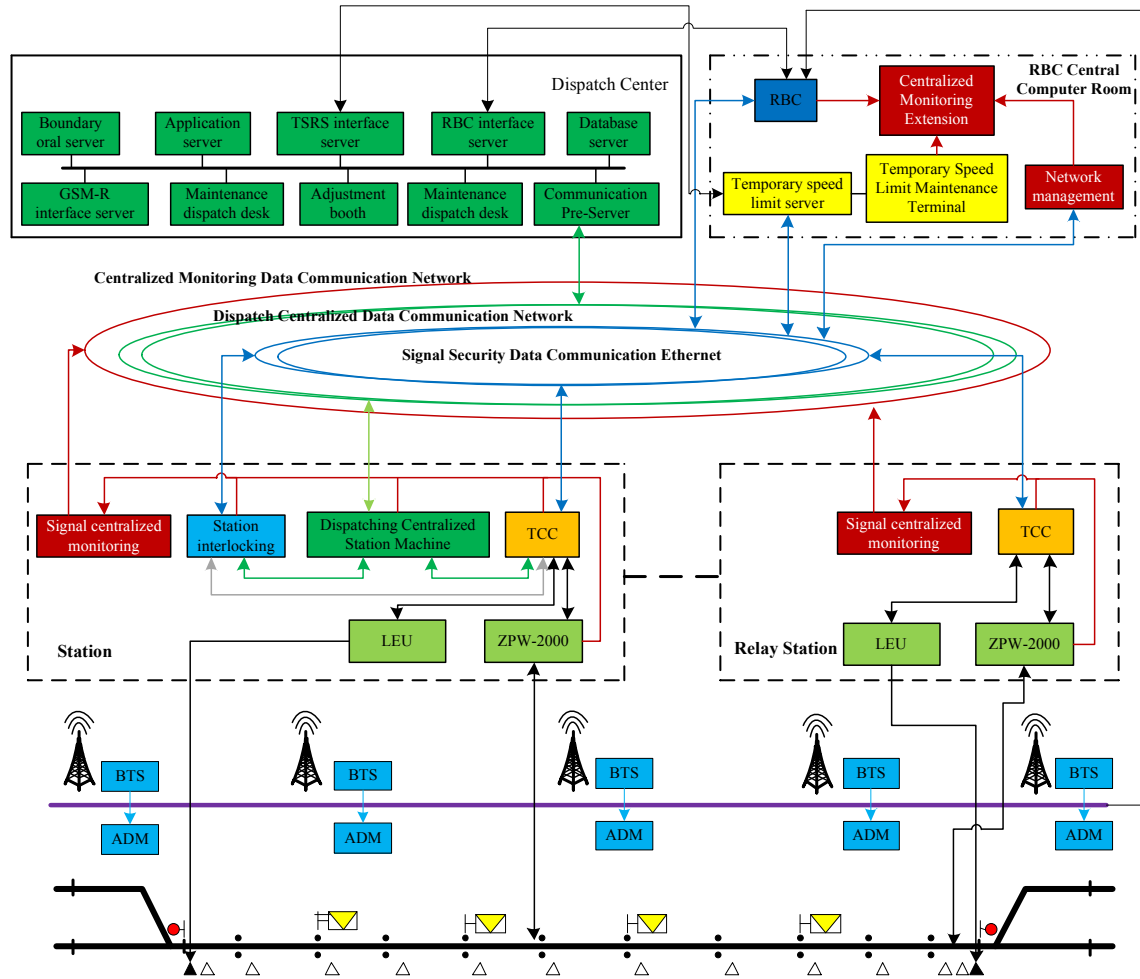 Dispatch Center
RBC Central
Computer Room
Boundary
oral server
Application
server
TSRS interface
server
RBC interface
server
Database
server
GSM-R
interface server
Maintenance
dispatch desk
Adjustment
booth
Maintenance
dispatch desk
Communication
Pre-Server
RBC
Centralized
Monitoring
Extension
Temporary speed
limit server
Temporary Speed
Limit Maintenance
Terminal
Network
management
Centralized Monitoring Data Communication Network
Dispatch Centralized Data Communication Network
Signal Security Data Communication Ethernet
Signal centralized
monitoring
Station
interlocking
Dispatching Centralized
Station Machine
TCC
LEU
ZPW-2000
Station
Signal centralized
monitoring
TCC
LEU
ZPW-2000
Relay Station
BTS
BTS
BTS
BTS
BTS
ADM
ADM
ADM
ADM
ADM